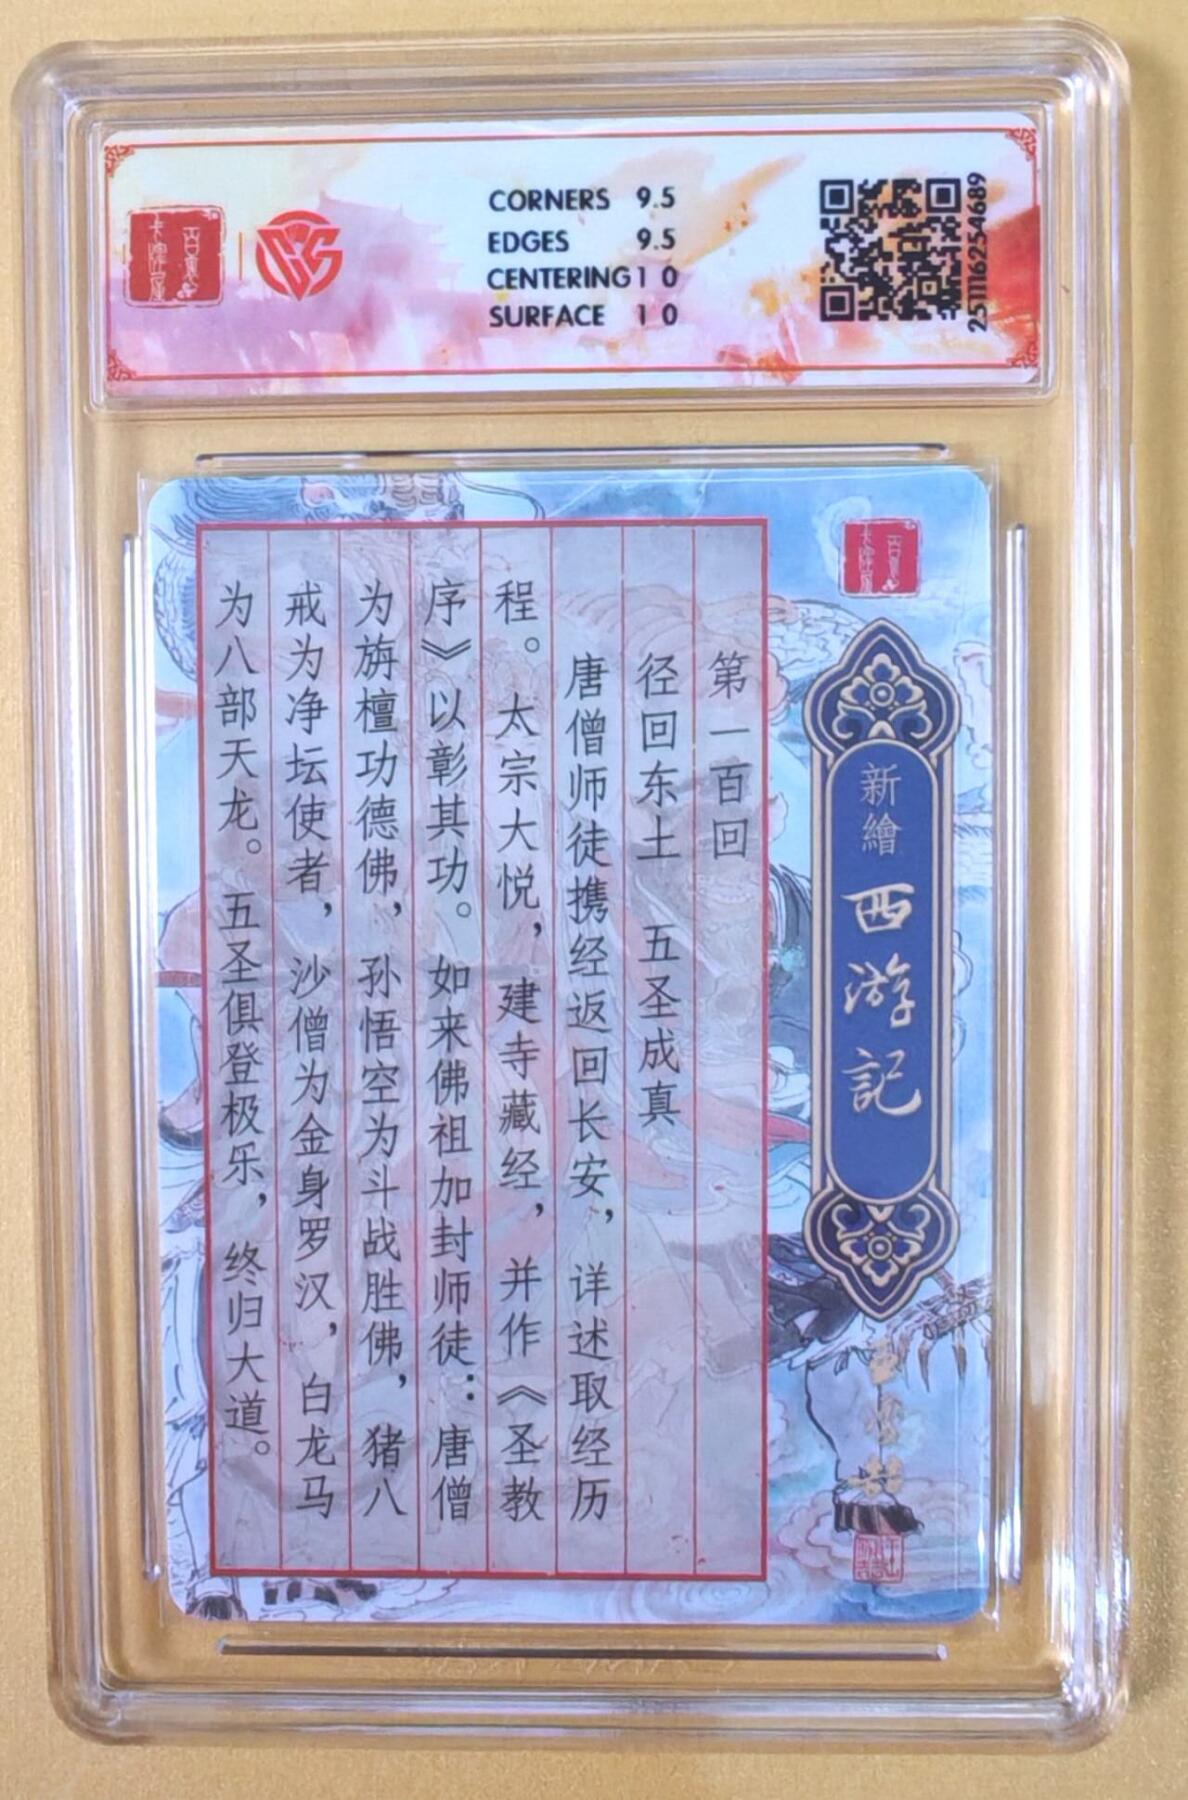 CORNERS 9.5
EDGES 9.5
CENTERING 10
SURFACE 10
251116254689
新繪
西游記
第一百回
径回东土 五圣成真
唐僧师徒携经返回长安，详述取经历
程。太宗大悦，建寺藏经，并作《圣教
序》以彰其功。如来佛祖加封师徒：唐僧
为旃檀功德佛，孙悟空为斗战胜佛，猪八
戒为净坛使者，沙僧为金身罗汉，白龙马
为八部天龙。五圣俱登极乐，终归大道。